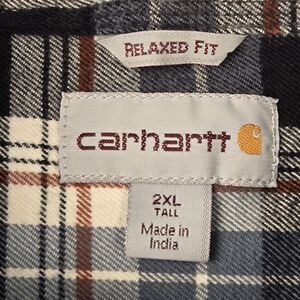 RELAXED FIT
carhartt
2XL
TALL
Made in
India